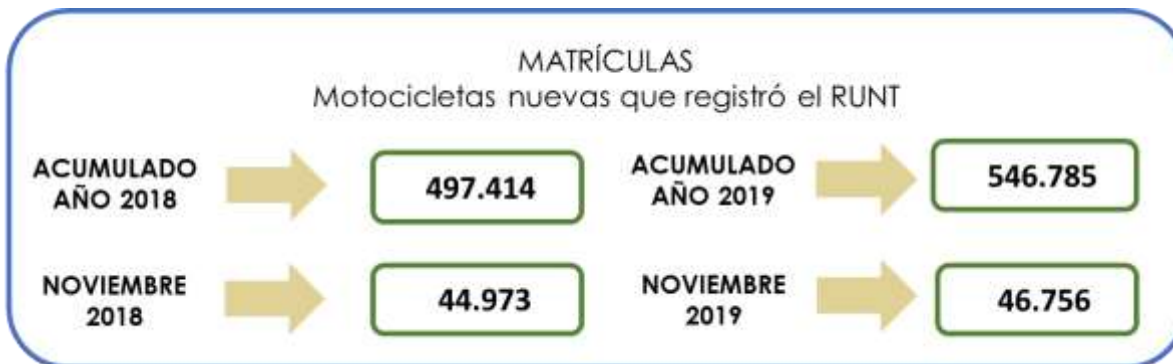 MATRÍCULAS
Motocicletas nuevas que registró el RUNT
ACUMULADO
AÑO 2018
497.414
ACUMULADO
AÑO 2019
546.785
NOVIEMBRE
2018
44.973
NOVIEMBRE
2019
46.756